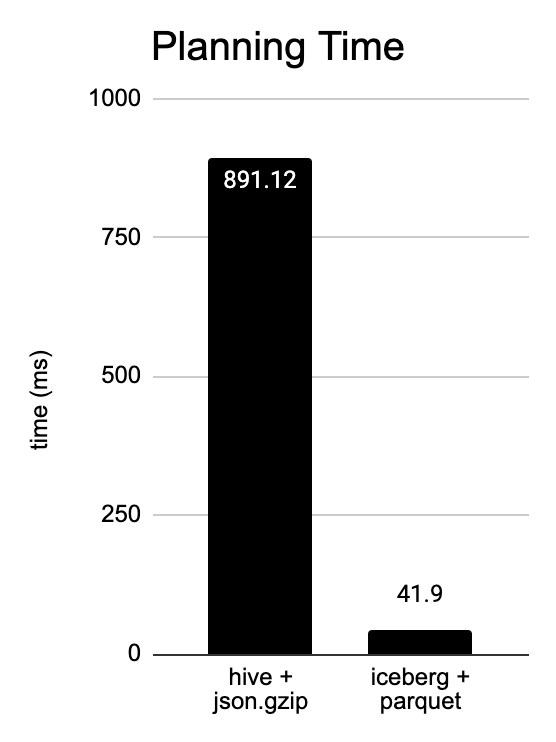 Planning Time
1000
891.12
750
500
time (ms)
250
41.9
0
hive +
json.gzip
iceberg +
parquet